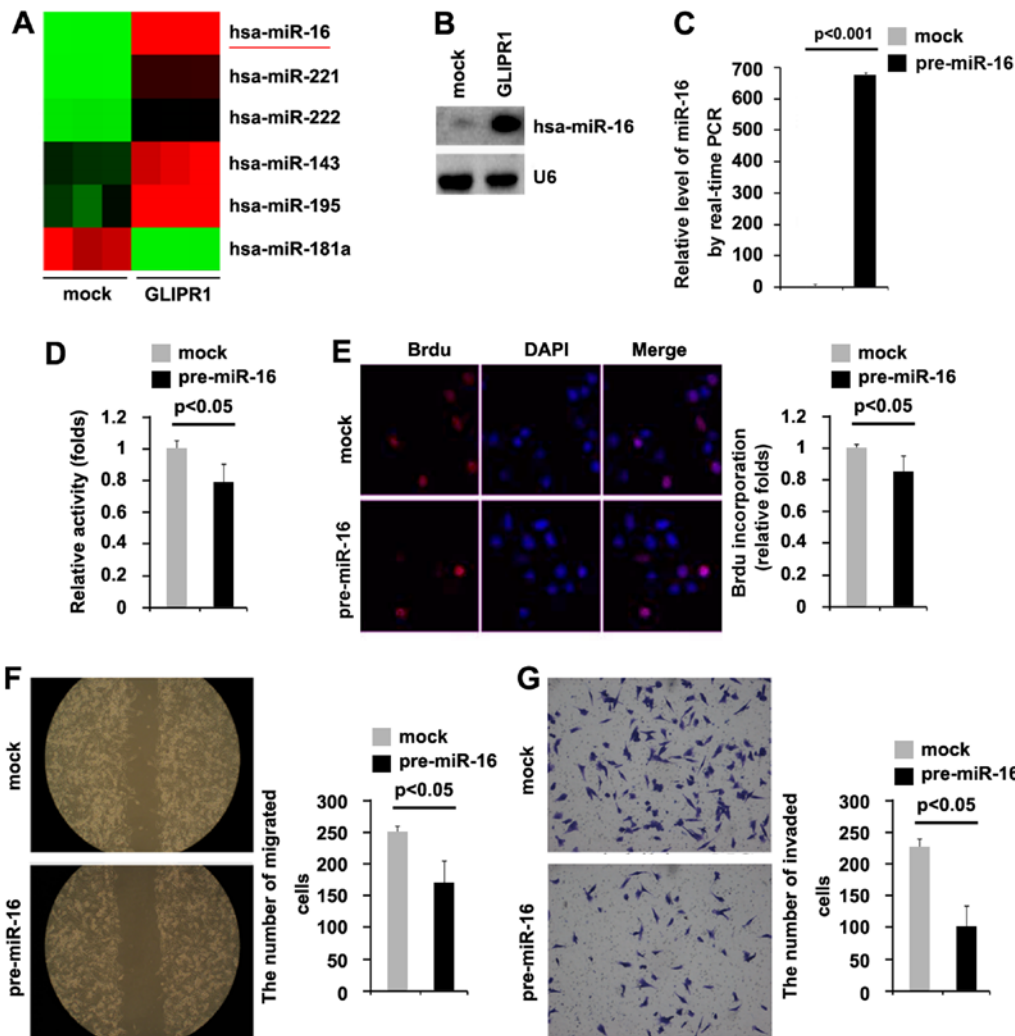 A
hsa-miR-16
hsa-miR-221
hsa-miR-222
hsa-miR-143
hsa-miR-195
hsa-miR-181a
mock GLIPR1
B
mock
GLIPR1
hsa-miR-16
U6
C
mock
pre-miR-16
p<0.001
Relative level of miR-16
by real-time PCR
700
600
500
400
300
200
100
0
D
mock
pre-miR-16
p<0.05
Relative activity (folds)
1.2
1
0.8
0.6
0.4
0.2
0
E
Brdu DAPI Merge
mock
pre-miR-16
mock
pre-miR-16
p<0.05
Brdu incorporation
(relative folds)
1.2
1
0.8
0.6
0.4
0.2
0
F
mock
pre-miR-16
mock
pre-miR-16
p<0.05
The number of migrated
cells
300
250
200
150
100
50
0
G
mock
pre-miR-16
mock
pre-miR-16
p<0.05
The number of invaded
cells
300
250
200
150
100
50
0